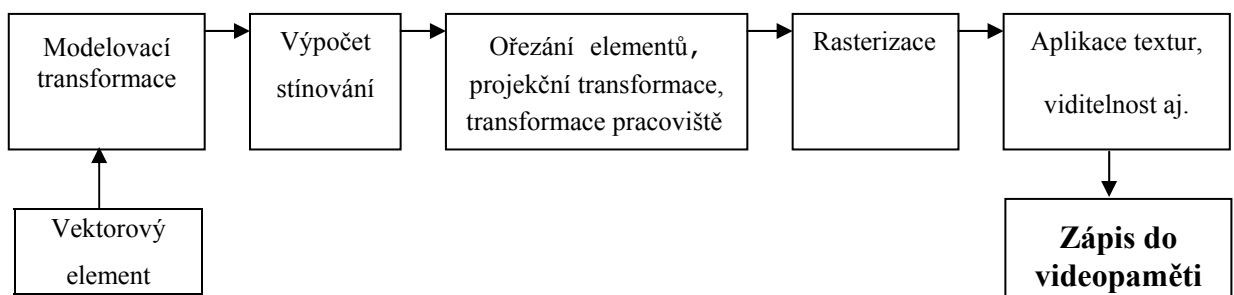 Modelovací
transformace
Výpočet
stínování
Ořezání elementů,
projekční transformace,
transformace pracoviště
Rasterizace
Aplikace textur,
viditelnost aj.
Vektorový
element
Zápis do
videopaměti